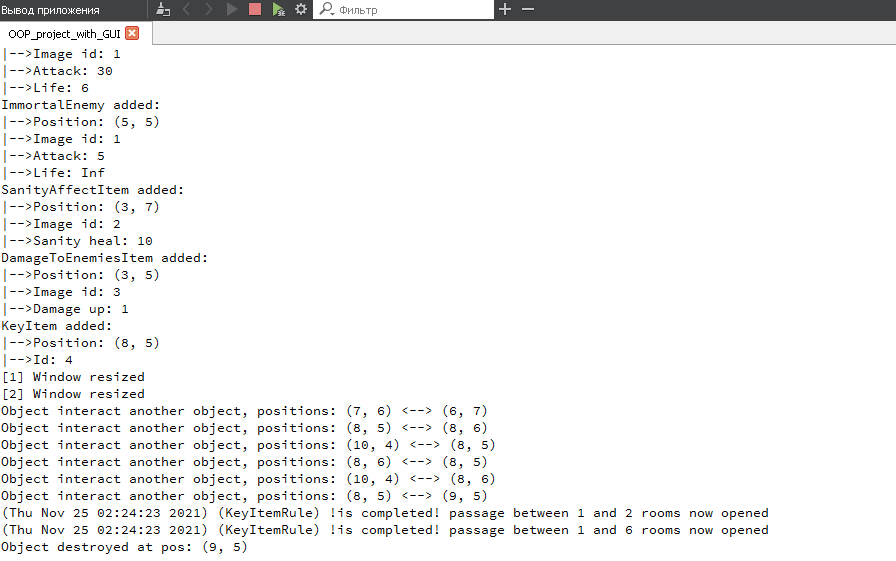 Вывод приложения
Фильтр
OOP_project_with_GUI
|-->Image id: 1
|-->Attack: 30
|-->Life: 6
ImmortalEnemy added:
|-->Position: (5, 5)
|-->Image id: 1
|-->Attack: 5
|-->Life: Inf
SanityAffectItem added:
|-->Position: (3, 7)
|-->Image id: 2
|-->Sanity heal: 10
DamageToEnemiesItem added:
|-->Position: (3, 5)
|-->Image id: 3
|-->Damage up: 1
KeyItem added:
|-->Position: (8, 5)
|-->Id: 4
[1] Window resized
[2] Window resized
Object interact another object, positions: (7, 6) <--> (6, 7)
Object interact another object, positions: (8, 5) <--> (8, 6)
Object interact another object, positions: (10, 4) <--> (8, 5)
Object interact another object, positions: (8, 6) <--> (8, 5)
Object interact another object, positions: (10, 4) <--> (8, 6)
Object interact another object, positions: (8, 5) <--> (9, 5)
(Thu Nov 25 02:24:23 2021) (KeyItemRule) !is completed! passage between 1 and 2 rooms now opened
(Thu Nov 25 02:24:23 2021) (KeyItemRule) !is completed! passage between 1 and 6 rooms now opened
Object destroyed at pos: (9, 5)